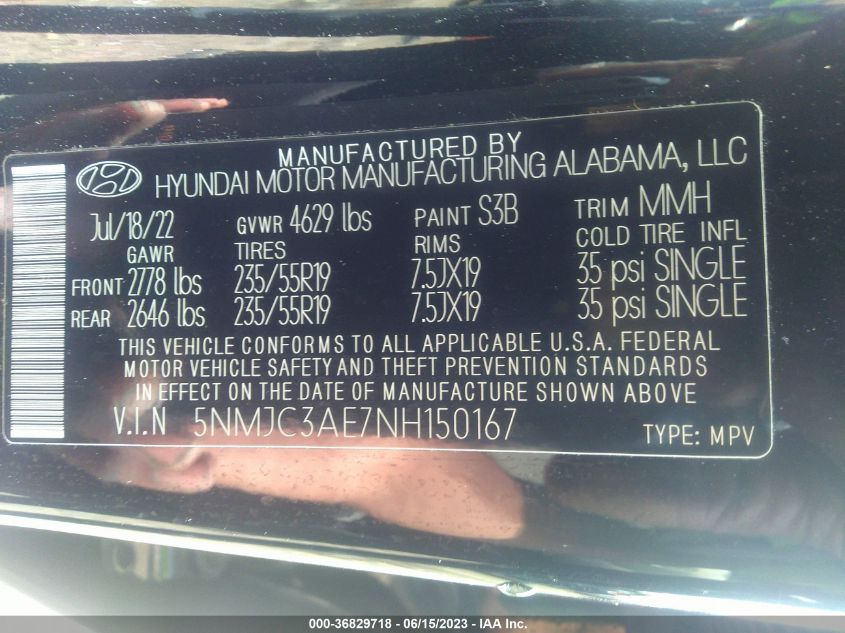 MANUFACTURED BY
HYUNDAI MOTOR MANUFACTURING ALABAMA, LLC
Jul/18/22 GVWR 4629 lbs PAINT S3B TRIM MMH
GAWR TIRES RIMS COLD TIRE INFL
FRONT 2778 lbs 235/55R19 7.5JX19 35 psi SINGLE
REAR 2646 lbs 235/55R19 7.5JX19 35 psi SINGLE
THIS VEHICLE CONFORMS TO ALL APPLICABLE U.S.A. FEDERAL
MOTOR VEHICLE SAFETY AND THEFT PREVENTION STANDARDS
IN EFFECT ON THE DATE OF MANUFACTURE SHOWN ABOVE
V.I.N 5NMJC3AE7NH150167 TYPE: MPV
000-36829718 - 06/15/2023 - IAA Inc.